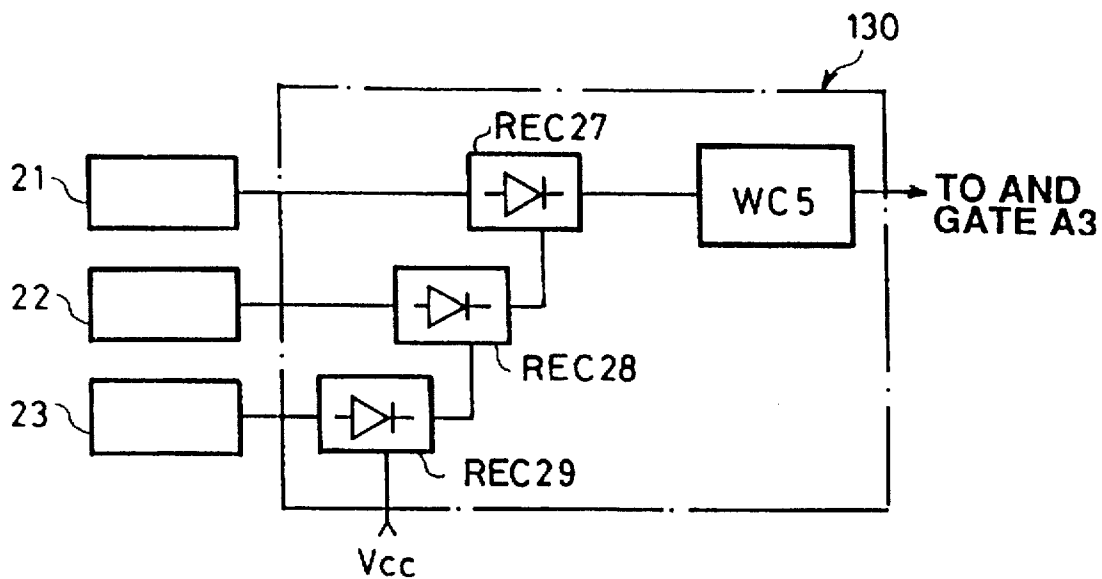 130
REC27
21
WC5
TO AND
GATE A3
22
REC28
23
REC29
Vcc